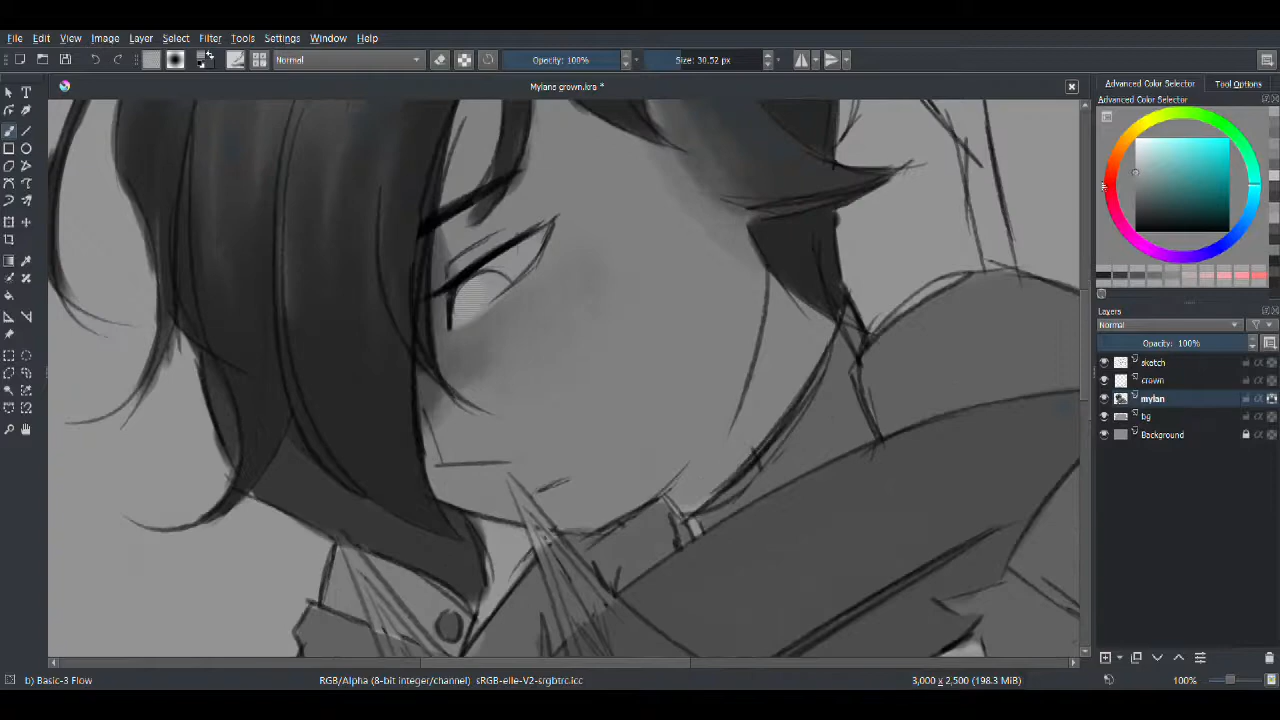 File Edit View Image Layer Select Filter Tools Settings Window Help
Normal Opacity: 100% Size: 30.52 px
Mylans grown.kra *
Advanced Color Selector Tool Options
Advanced Color Selector
Layers
Normal
Opacity: 100%
sketch
crown
mylan
bg
Background
b) Basic-3 Flow RGB/Alpha (8-bit integer/channel) sRGB-elle-V2-srgbtrc.icc 3,000 x 2,500 (198.3 MiB) 100%